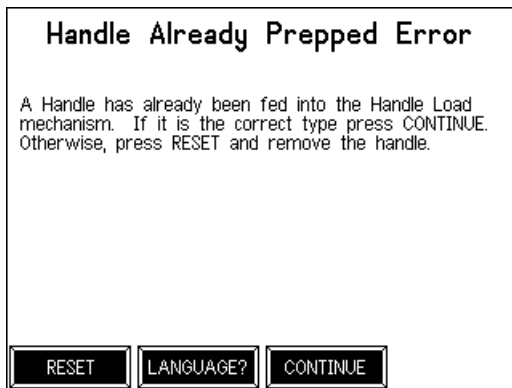 Handle Already Prepped Error
A Handle has already been fed into the Handle Load
mechanism.  If it is the correct type press CONTINUE.
Otherwise, press RESET and remove the handle.
RESET LANGUAGE? CONTINUE